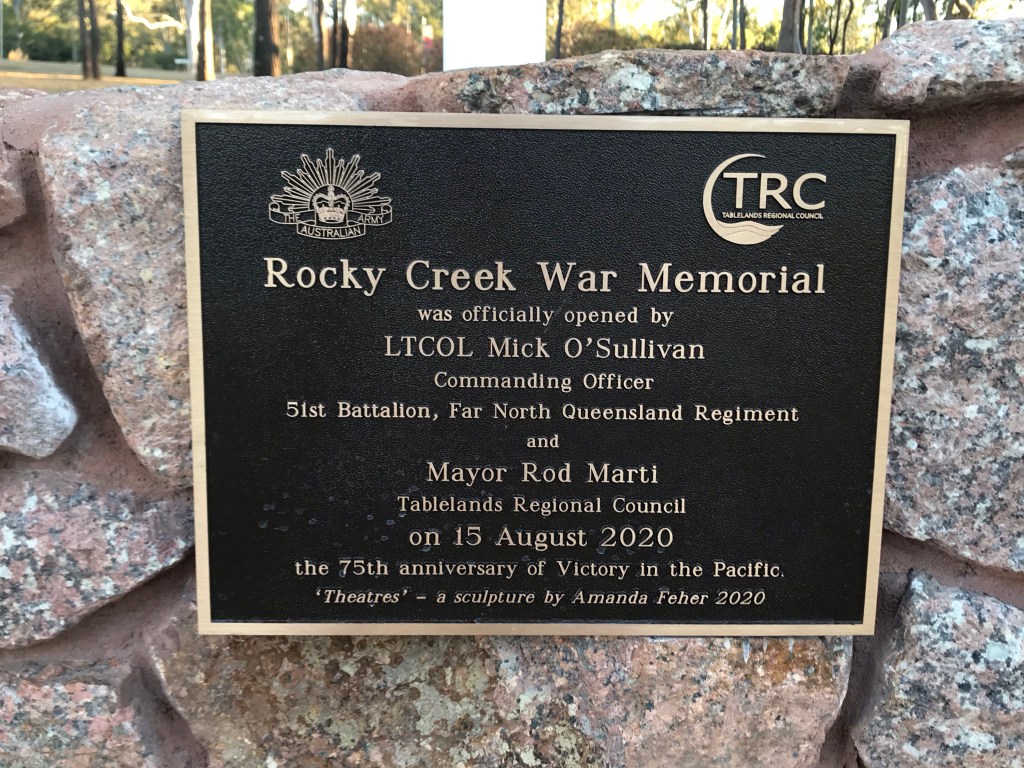 THE AUSTRALIAN ARMY
TRC
TABLELANDS REGIONAL COUNCIL
Rocky Creek War Memorial
was officially opened by
LTCOL Mick O'Sullivan
Commanding Officer
51st Battalion, Far North Queensland Regiment
and
Mayor Rod Marti
Tablelands Regional Council
on 15 August 2020
the 75th anniversary of Victory in the Pacific.
'Theatres' – a sculpture by Amanda Feher 2020